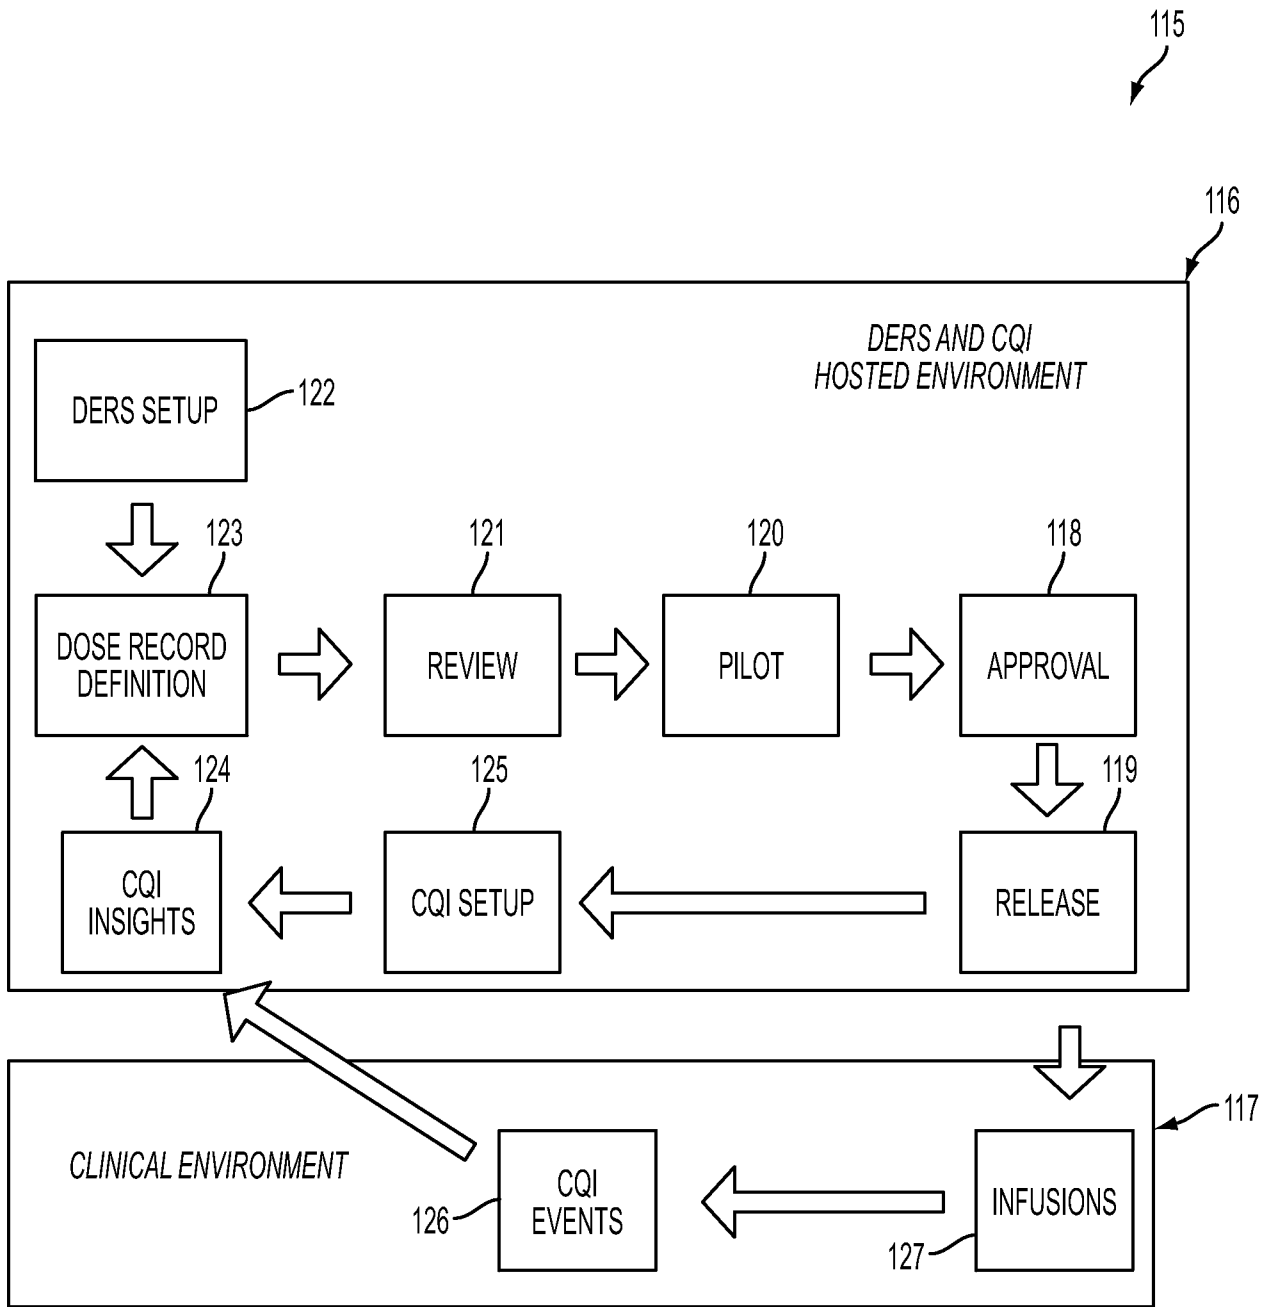 115
116
DERS AND CQI
HOSTED ENVIRONMENT
DERS SETUP
122
123
121
120
118
DOSE RECORD
DEFINITION
REVIEW
PILOT
APPROVAL
124
125
119
CQI
INSIGHTS
CQI SETUP
RELEASE
117
CLINICAL ENVIRONMENT
CQI
EVENTS
126
INFUSIONS
127